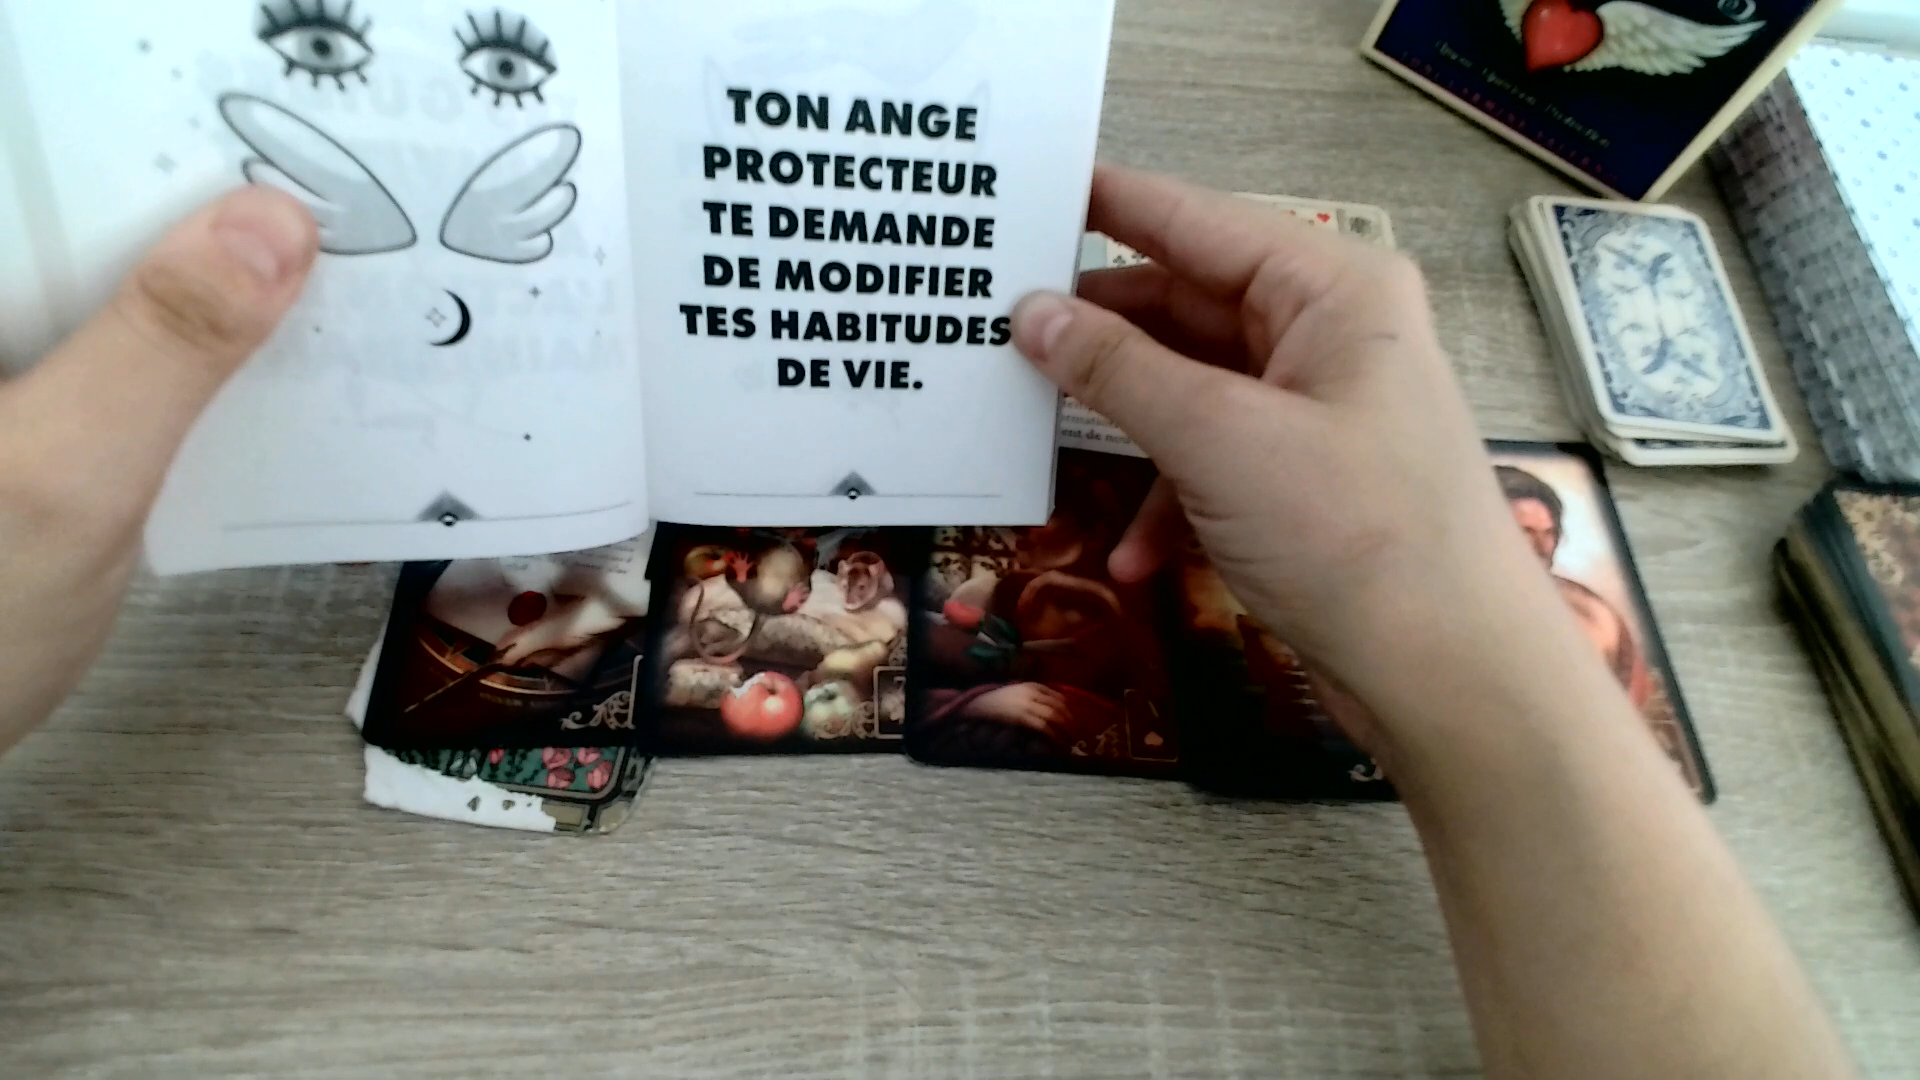 TON ANGE
PROTECTEUR
TE DEMANDE
DE MODIFIER
TES HABITUDES
DE VIE.